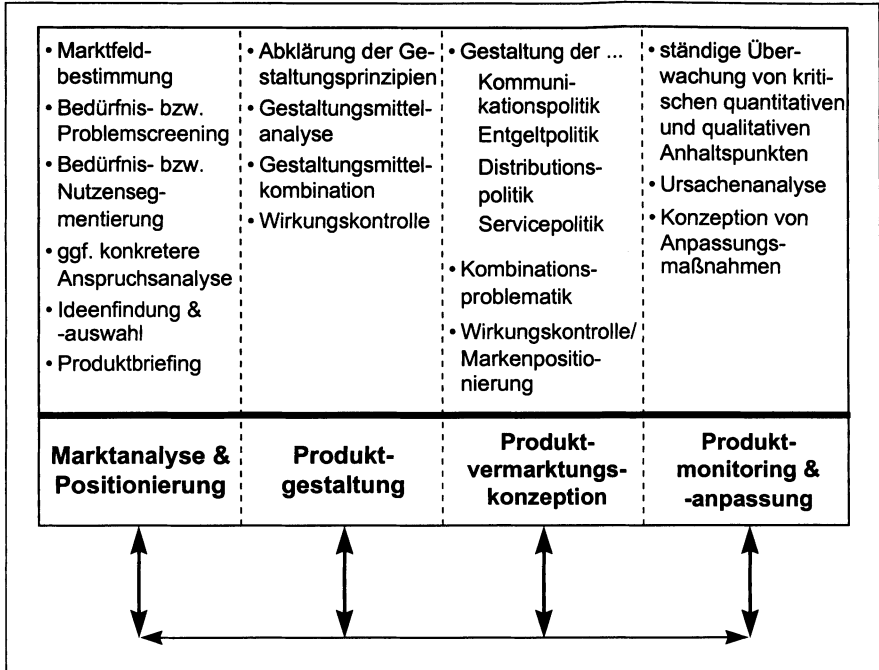 • Marktfeld-
bestimmung
• Bedürfnis- bzw.
Problemscreening
• Bedürfnis- bzw.
Nutzenseg-
mentierung
• ggf. konkretere
Anspruchsanalyse
• Ideenfindung &
-auswahl
• Produktbriefing
• Abklärung der Ge-
staltungsprinzipien
• Gestaltungsmittel-
analyse
• Gestaltungsmittel-
kombination
• Wirkungskontrolle
• Gestaltung der ...
Kommuni-
kationspolitik
Entgeltpolitik
Distributions-
politik
Servicepolitik
• Kombinations-
problematik
• Wirkungskontrolle/
Markenpositio-
nierung
• ständige Über-
wachung von kriti-
schen quantitativen
und qualitativen
Anhaltspunkten
• Ursachenanalyse
• Konzeption von
Anpassungs-
maßnahmen
Marktanalyse &
Positionierung
Produkt-
gestaltung
Produkt-
vermarktungs-
konzeption
Produkt-
monitoring &
-anpassung